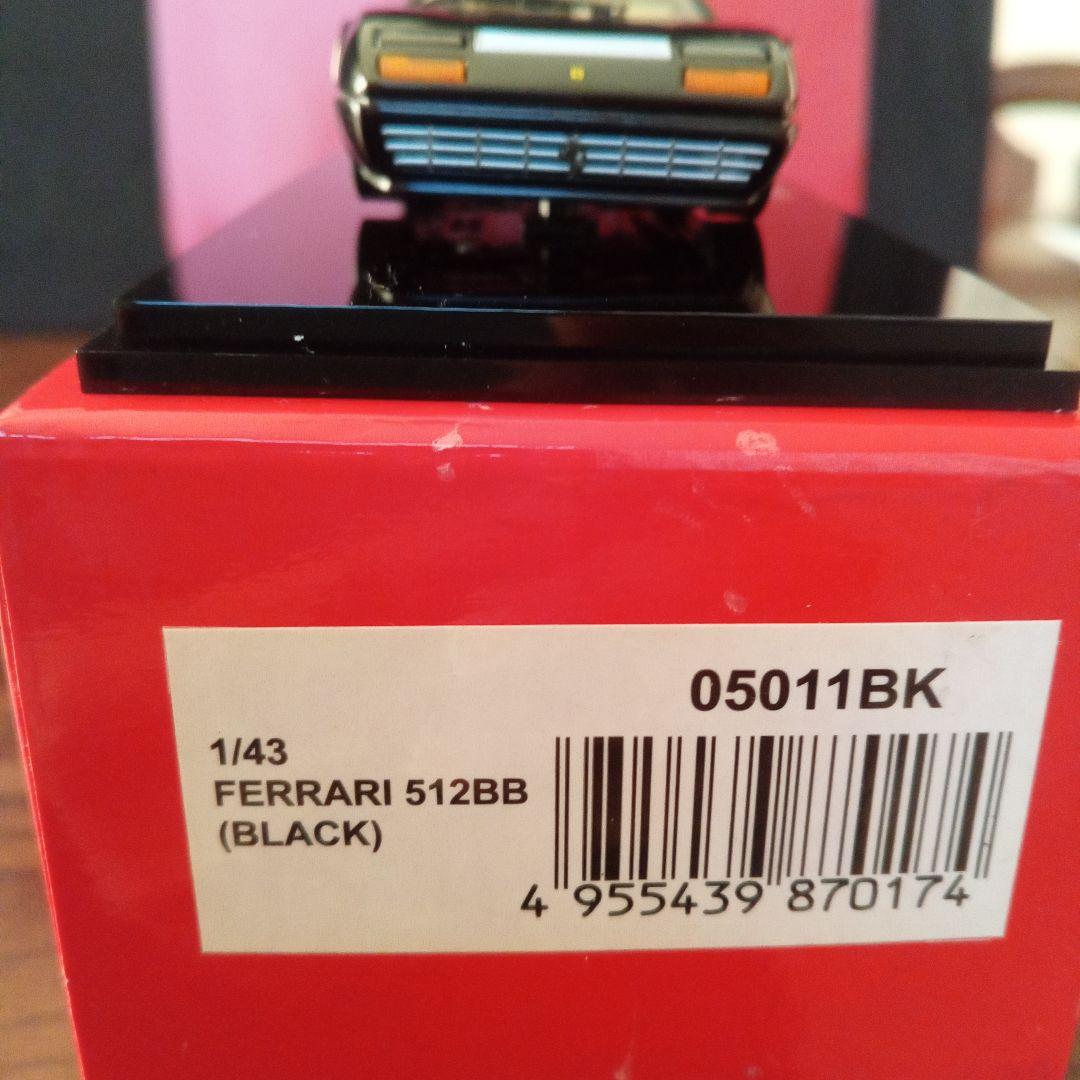 05011BK
1/43
FERRARI 512BB
(BLACK)
4 955439 870174